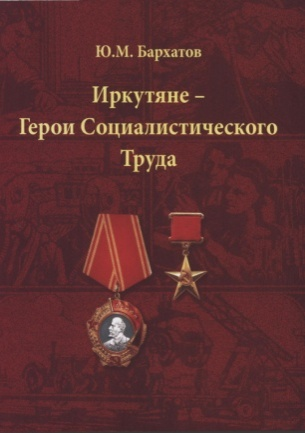 Ю.М. Бархатов
Иркутяне –
Герои Социалистического
Труда